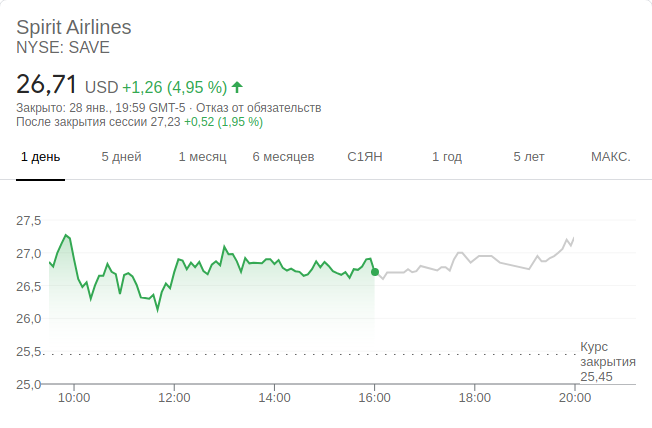 Spirit Airlines
NYSE: SAVE
26,71 USD +1,26 (4,95 %)
Закрыто: 28 янв., 19:59 GMT-5 · Отказ от обязательств
После закрытия сессии 27,23 +0,52 (1,95 %)
1 день 5 дней 1 месяц 6 месяцев С1ЯН 1 год 5 лет МАКС.
27,5
27,0
26,5
26,0
25,5
25,0
Курс
закрытия
25,45
10:00 12:00 14:00 16:00 18:00 20:00